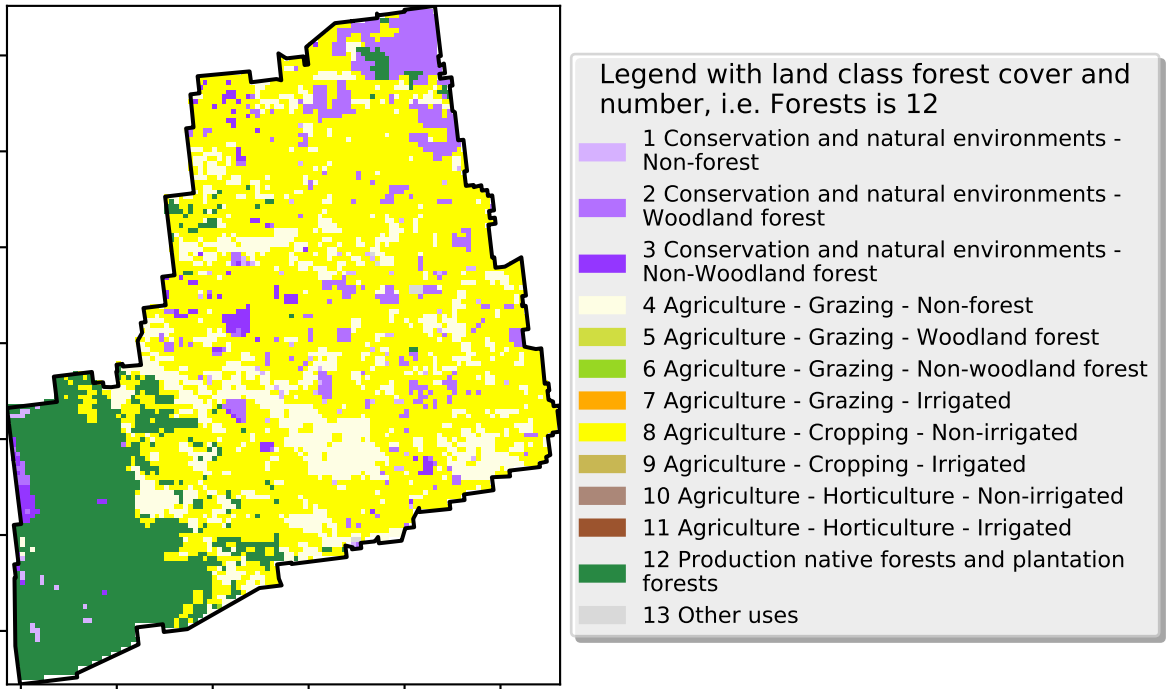 Legend with land class forest cover and
number, i.e. Forests is 12
1 Conservation and natural environments -
Non-forest
2 Conservation and natural environments -
Woodland forest
3 Conservation and natural environments -
Non-Woodland forest
4 Agriculture - Grazing - Non-forest
5 Agriculture - Grazing - Woodland forest
6 Agriculture - Grazing - Non-woodland forest
7 Agriculture - Grazing - Irrigated
8 Agriculture - Cropping - Non-irrigated
9 Agriculture - Cropping - Irrigated
10 Agriculture - Horticulture - Non-irrigated
11 Agriculture - Horticulture - Irrigated
12 Production native forests and plantation
forests
13 Other uses